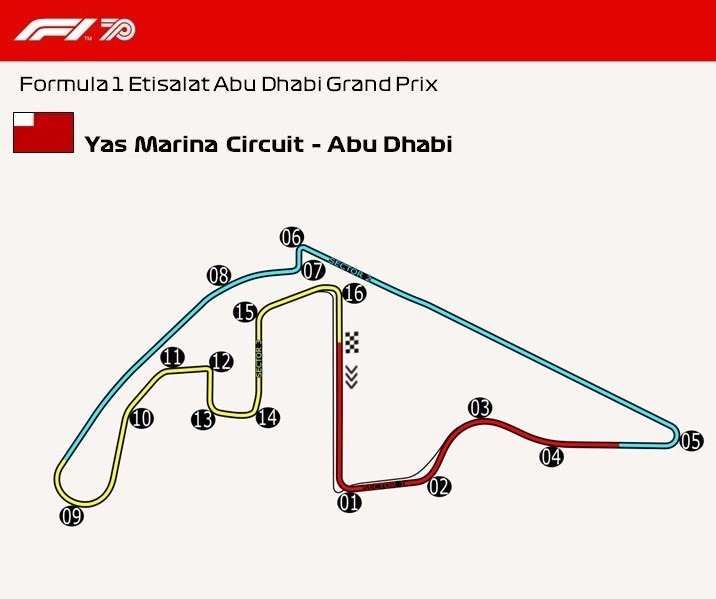 F1 70
TM
Formula 1 Etisalat Abu Dhabi Grand Prix
Yas Marina Circuit - Abu Dhabi
06
SECTOR 2
08
07
16
15
SECTOR 3
11
12
03
10
13
14
05
04
02
SECTOR 1
01
09